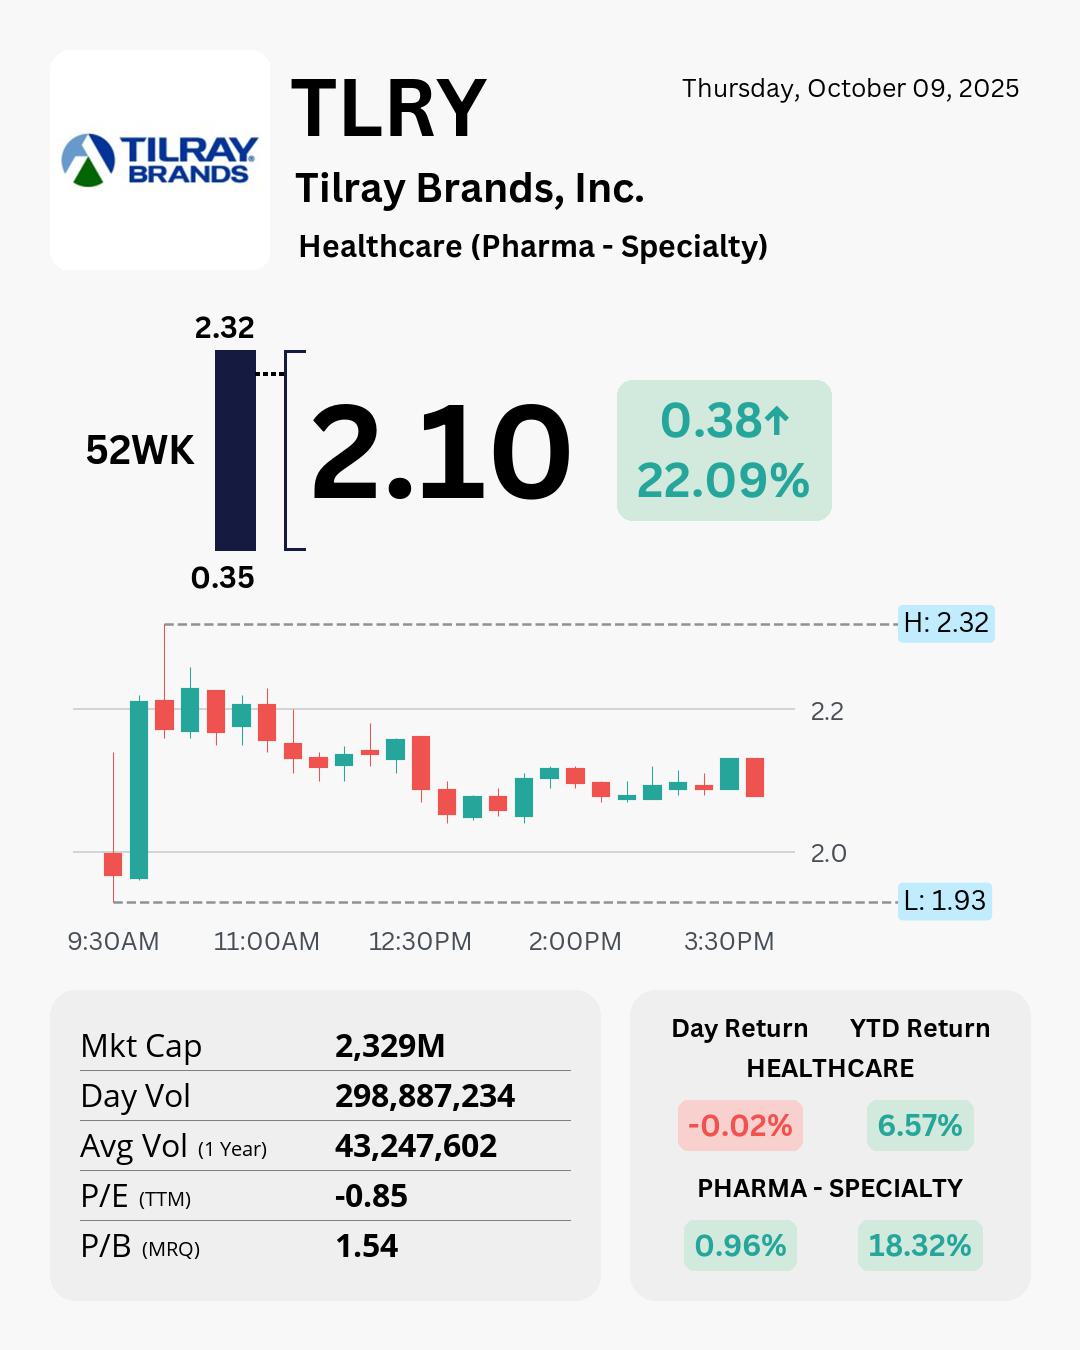 TILRAY®
BRANDS
TLRY
Thursday, October 09, 2025
Tilray Brands, Inc.
Healthcare (Pharma - Specialty)
2.32
52WK
2.10
0.38↑
22.09%
0.35
H: 2.32
2.2
2.0
L: 1.93
9:30AM 11:00AM 12:30PM 2:00PM 3:30PM
Mkt Cap 2,329M
Day Vol 298,887,234
Avg Vol (1 Year) 43,247,602
P/E (TTM) -0.85
P/B (MRQ) 1.54
Day Return YTD Return
HEALTHCARE
-0.02% 6.57%
PHARMA - SPECIALTY
0.96% 18.32%